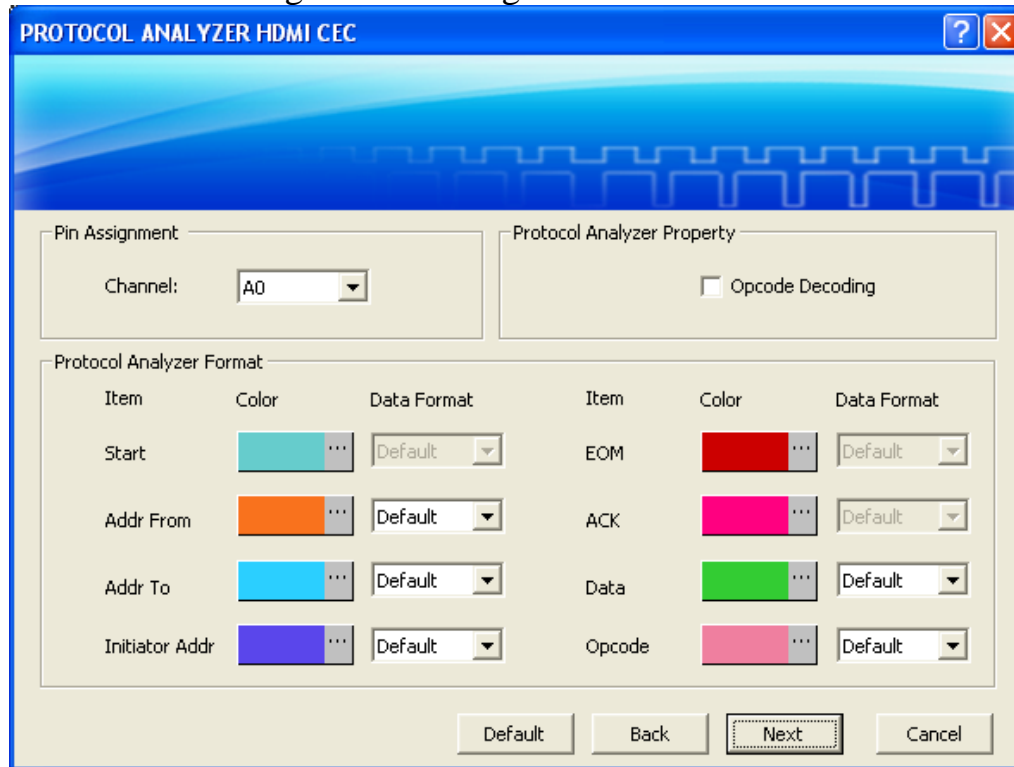 PROTOCOL ANALYZER HDMI CEC
Pin Assignment
Channel: A0
Protocol Analyzer Property
Opcode Decoding
Protocol Analyzer Format
Item Color Data Format Item Color Data Format
Start ... Default EOM ... Default
Addr From ... Default ACK ... Default
Addr To ... Default Data ... Default
Initiator Addr ... Default Opcode ... Default
Default Back Next Cancel